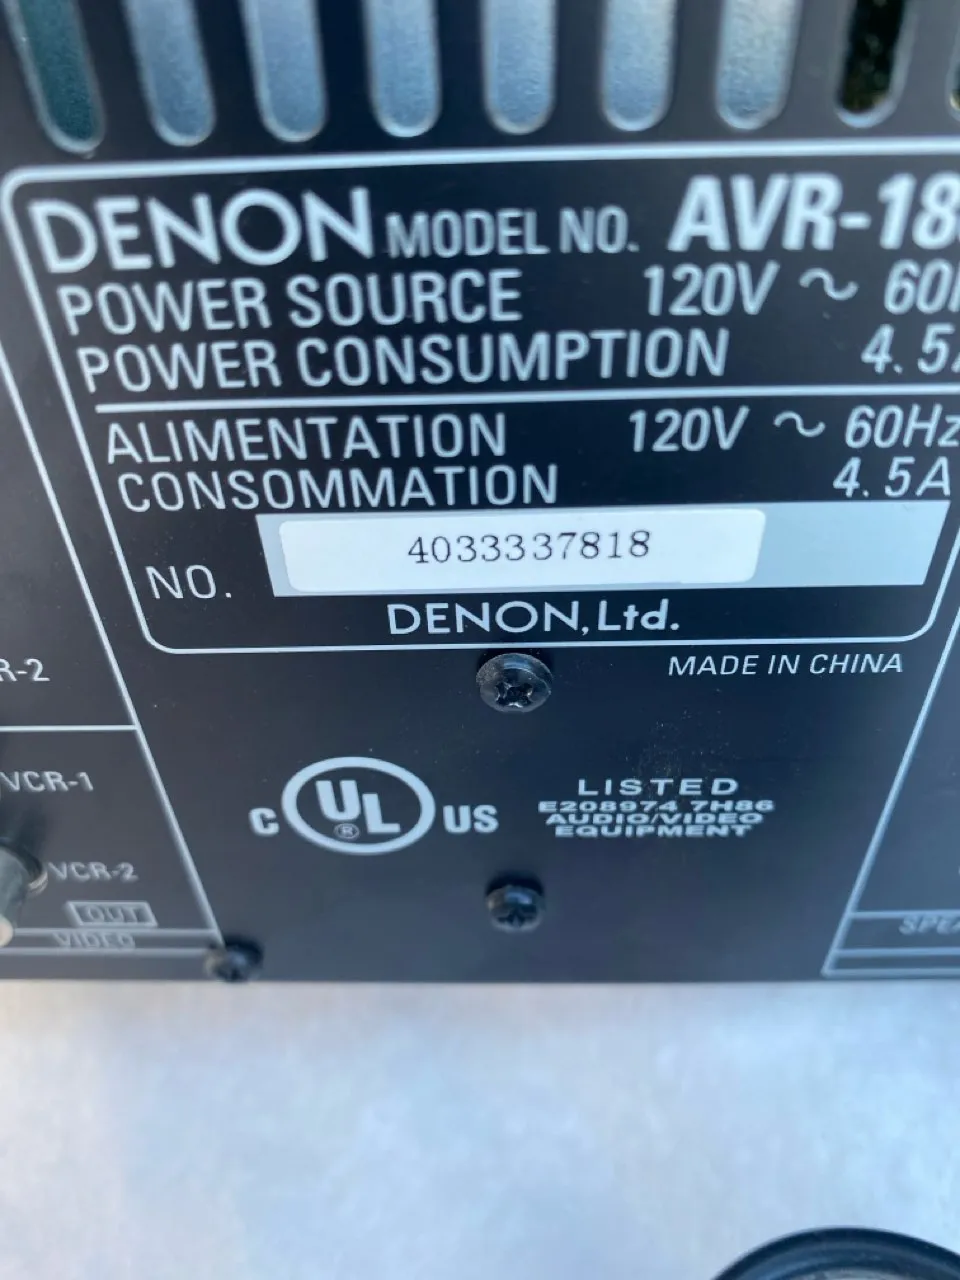 DENON MODEL NO. AVR-18
POWER SOURCE 120V ~ 60
POWER CONSUMPTION 4.5
ALIMENTATION 120V ~ 60Hz
CONSOMMATION 4.5A
NO. 4033337818
DENON, Ltd.
MADE IN CHINA
R-2
VCR-1
VCR-2
OUT
VIDEO
C UL® US
LISTED
E208974 7H86
AUDIO/VIDEO
EQUIPMENT
SPEA